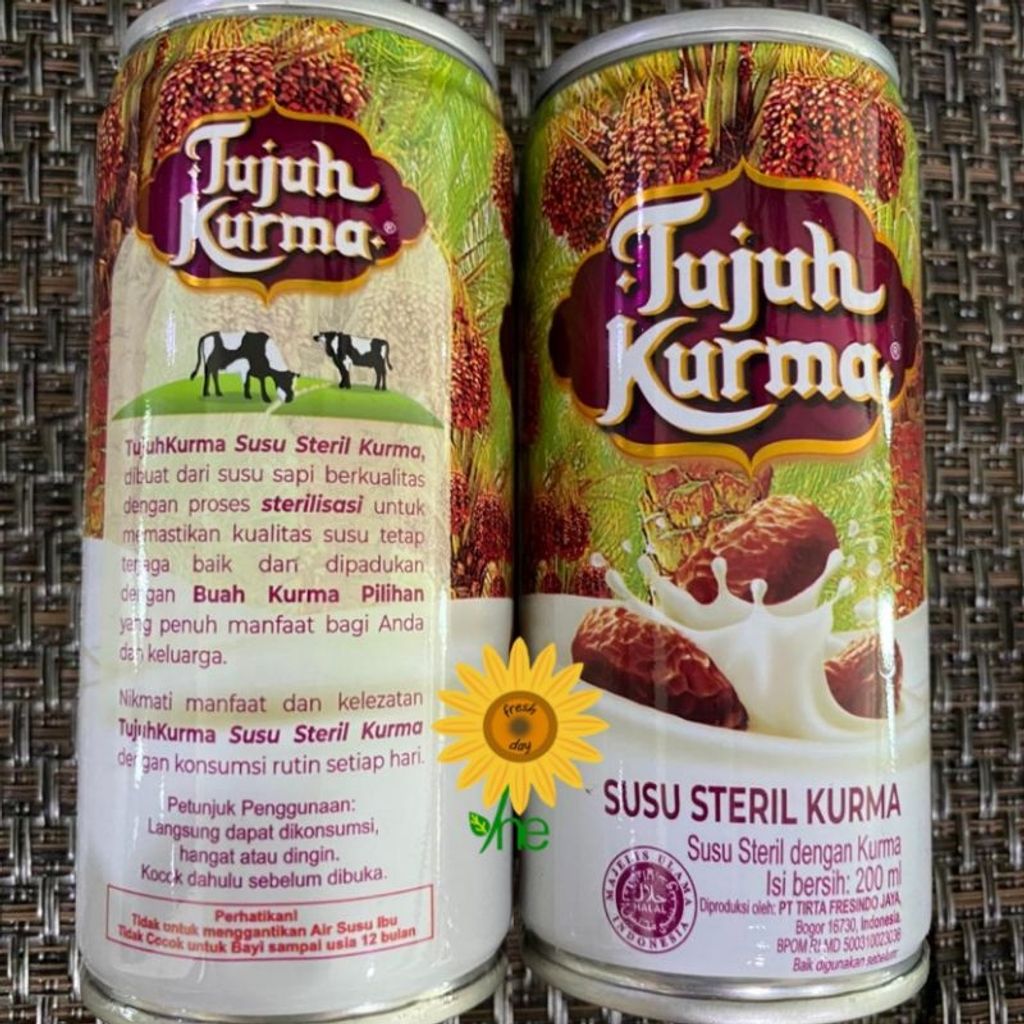 Tujuh
Kurma®
TujuhKurma Susu Steril Kurma,
dibuat dari susu sapi berkualitas
dengan proses sterilisasi untuk
memastikan kualitas susu tetap
terjaga baik dan dipadukan
dengan Buah Kurma Pilihan
yang penuh manfaat bagi Anda
dan keluarga.
Nikmati manfaat dan kelezatan
TujuhKurma Susu Steril Kurma
dengan konsumsi rutin setiap hari.
Petunjuk Penggunaan:
Langsung dapat dikonsumsi,
hangat atau dingin.
Kocok dahulu sebelum dibuka.
Perhatikan!
Tidak untuk menggantikan Air Susu Ibu
Tidak Cocok untuk Bayi sampai usia 12 bulan
fresh
day
he
Tujuh
Kurma®
SUSU STERIL KURMA
Susu Steril dengan Kurma
Isi bersih: 200 ml
Diproduksi oleh: PT TIRTA FRESINDO JAYA,
Bogor 16730, Indonesia.
BPOM RI MD
Baik digunakan sebelum:
MAJELIS ULAMA
HALAL
INDONESIA